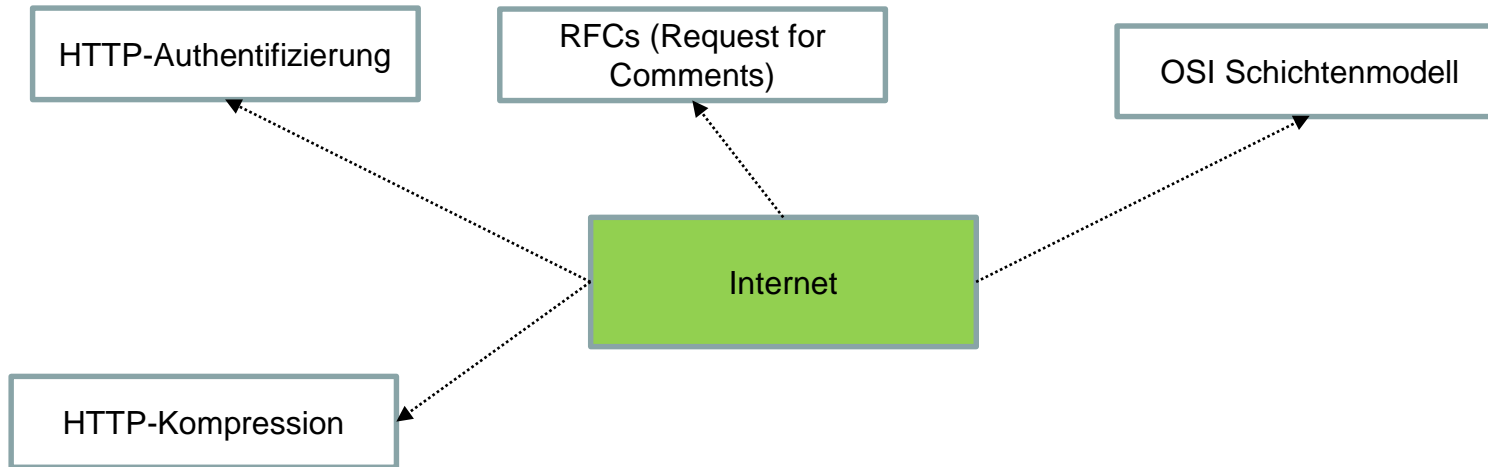 HTTP-Authentifizierung
RFCs (Request for
Comments)
OSI Schichtenmodell
Internet
HTTP-Kompression